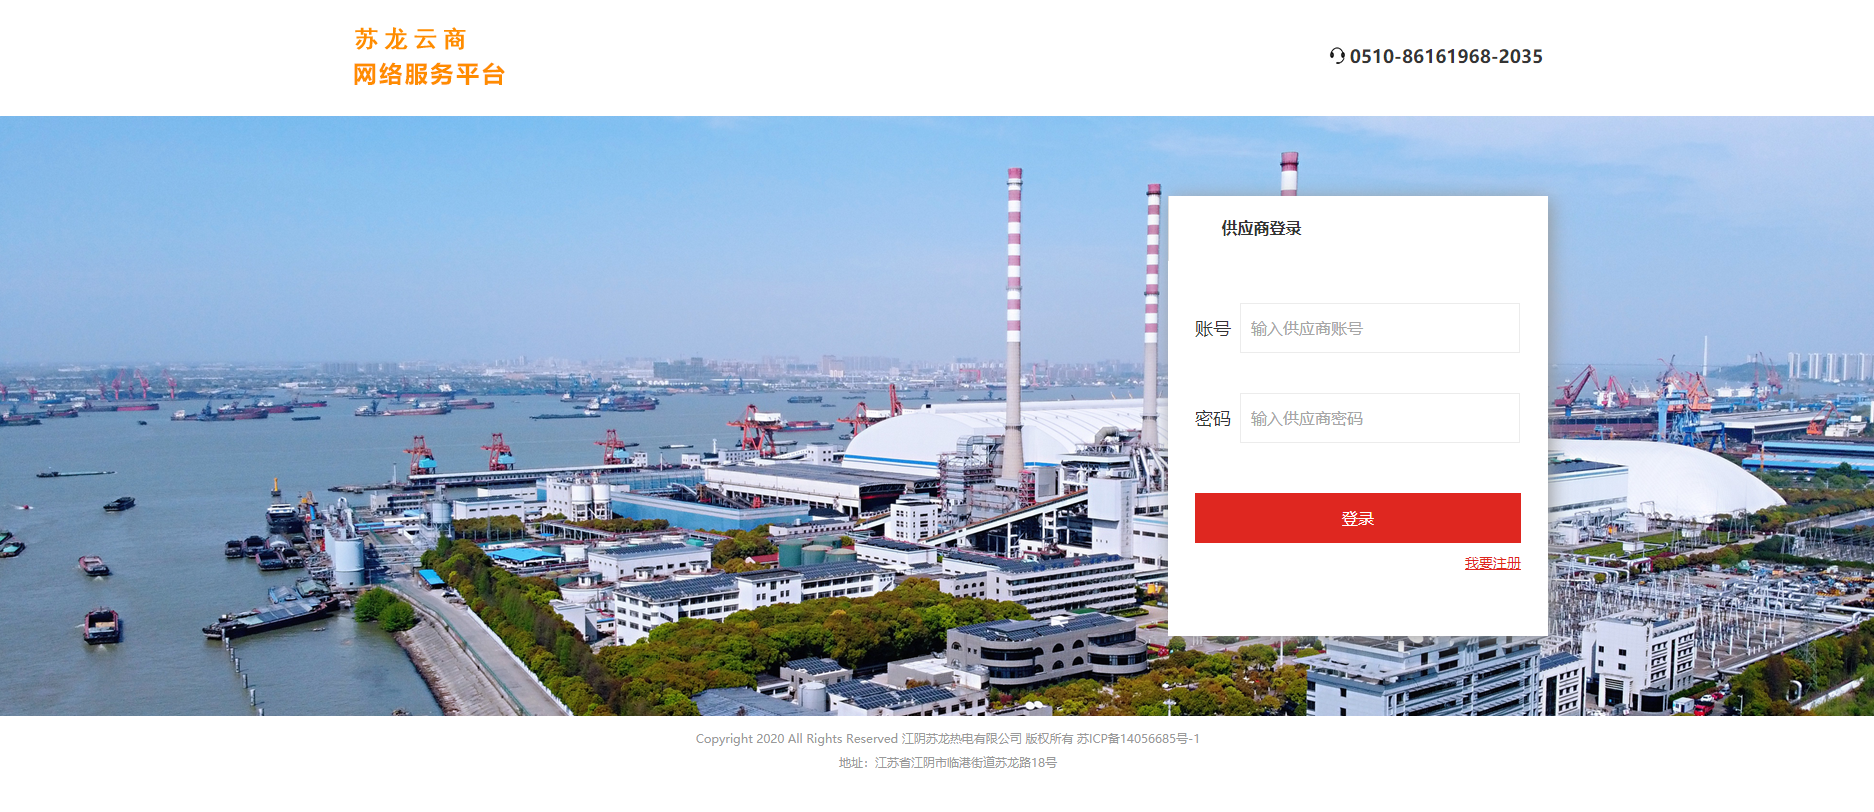 苏龙云商
网络服务平台
0510-86161968-2035
供应商登录
账号
输入供应商账号
密码
输入供应商密码
登录
我要注册
Copyright 2020 All Rights Reserved 江阴苏龙热电有限公司 版权所有 苏ICP备14056685号-1
地址：江苏省江阴市临港街道苏龙路18号